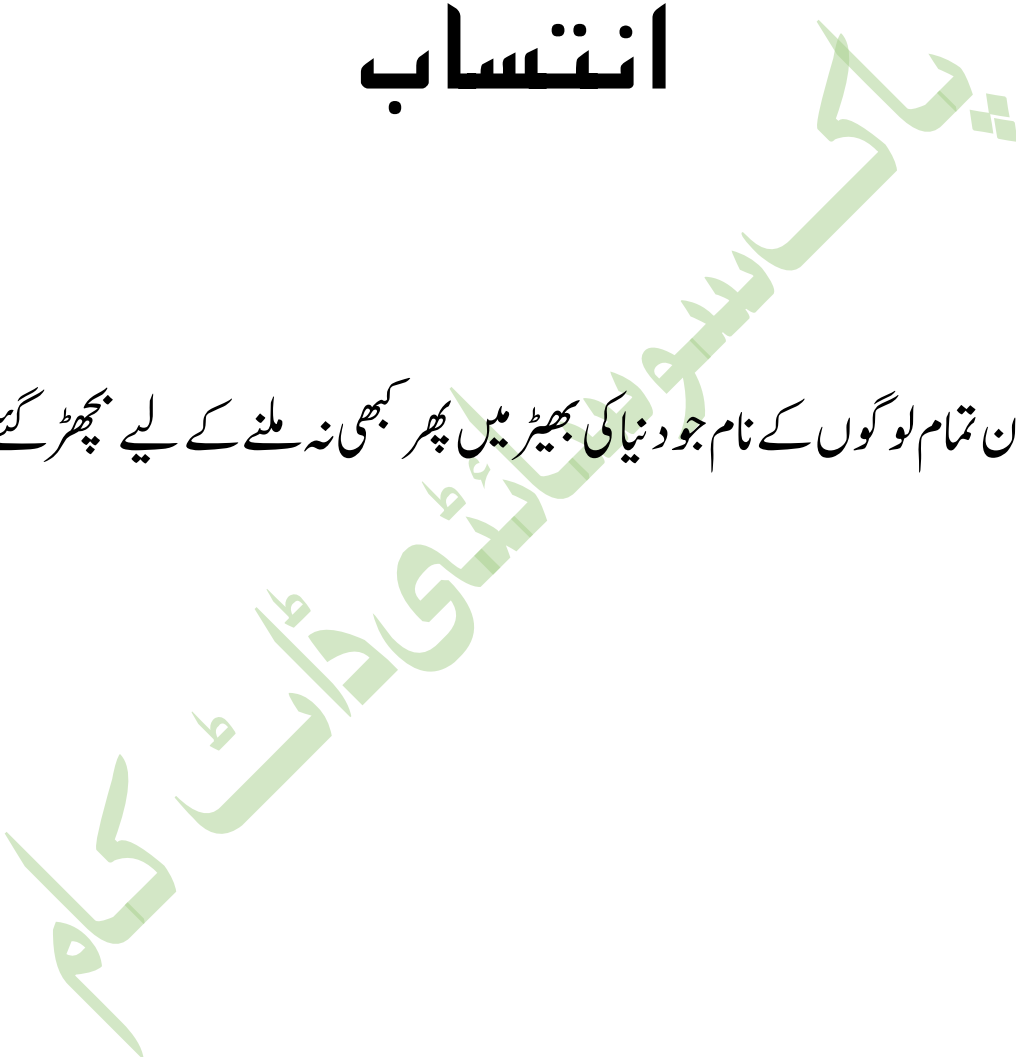 انتساب
ن تمام لوگوں کے نام جو دنیا کی بھیڑ میں پھر کبھی نہ ملنے کے لیے بچھڑ گئے
پاک سوسائٹی ڈاٹ کام